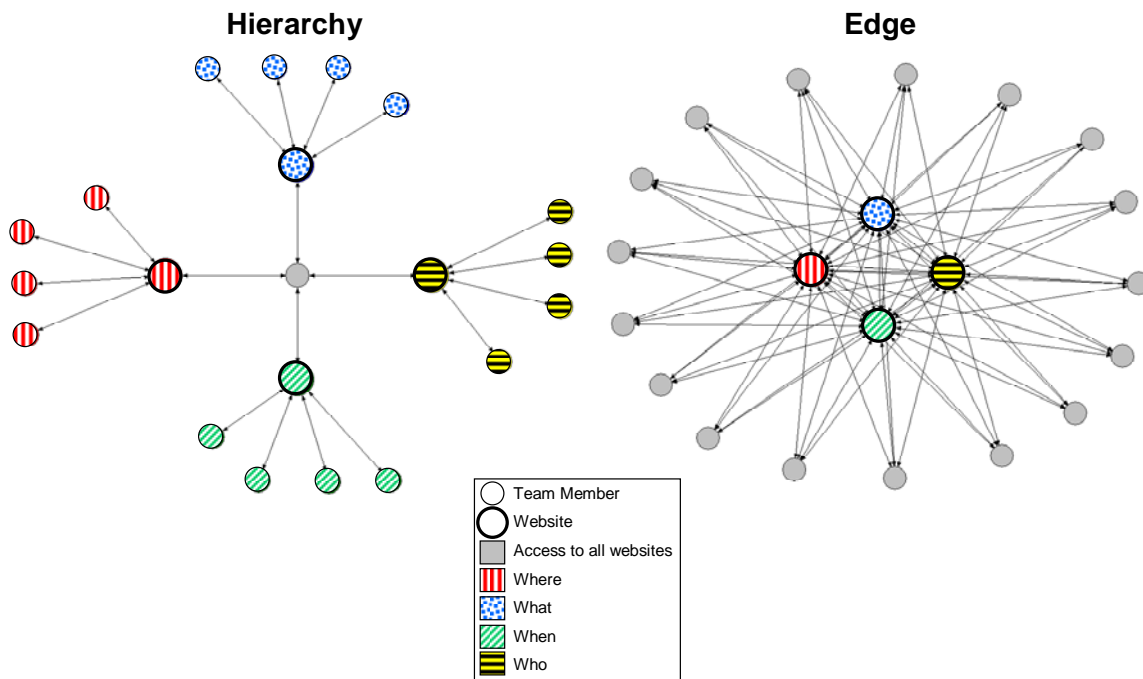 Hierarchy
Edge
Team Member
Website
Access to all websites
Where
What
When
Who